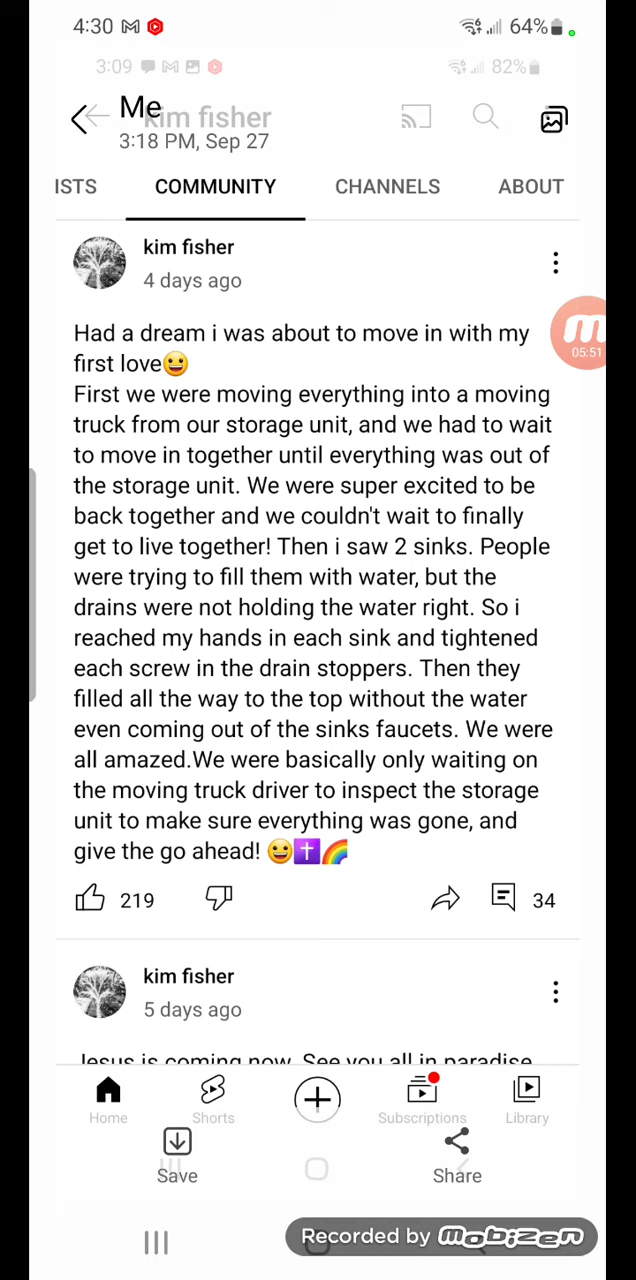 4:30 64%
3:09 82%
Me
kim fisher
3:18 PM, Sep 27
ISTS COMMUNITY CHANNELS ABOUT
kim fisher
4 days ago
05:51
Had a dream i was about to move in with my
first love😀
First we were moving everything into a moving
truck from our storage unit, and we had to wait
to move in together until everything was out of
the storage unit. We were super excited to be
back together and we couldn't wait to finally
get to live together! Then i saw 2 sinks. People
were trying to fill them with water, but the
drains were not holding the water right. So i
reached my hands in each sink and tightened
each screw in the drain stoppers. Then they
filled all the way to the top without the water
even coming out of the sinks faucets. We were
all amazed.We were basically only waiting on
the moving truck driver to inspect the storage
unit to make sure everything was gone, and
give the go ahead! 😀✝️🌈
219 34
kim fisher
5 days ago
Jesus is coming now. See you all in paradise
Home Shorts Subscriptions Library
Save Share
Recorded by mobizen